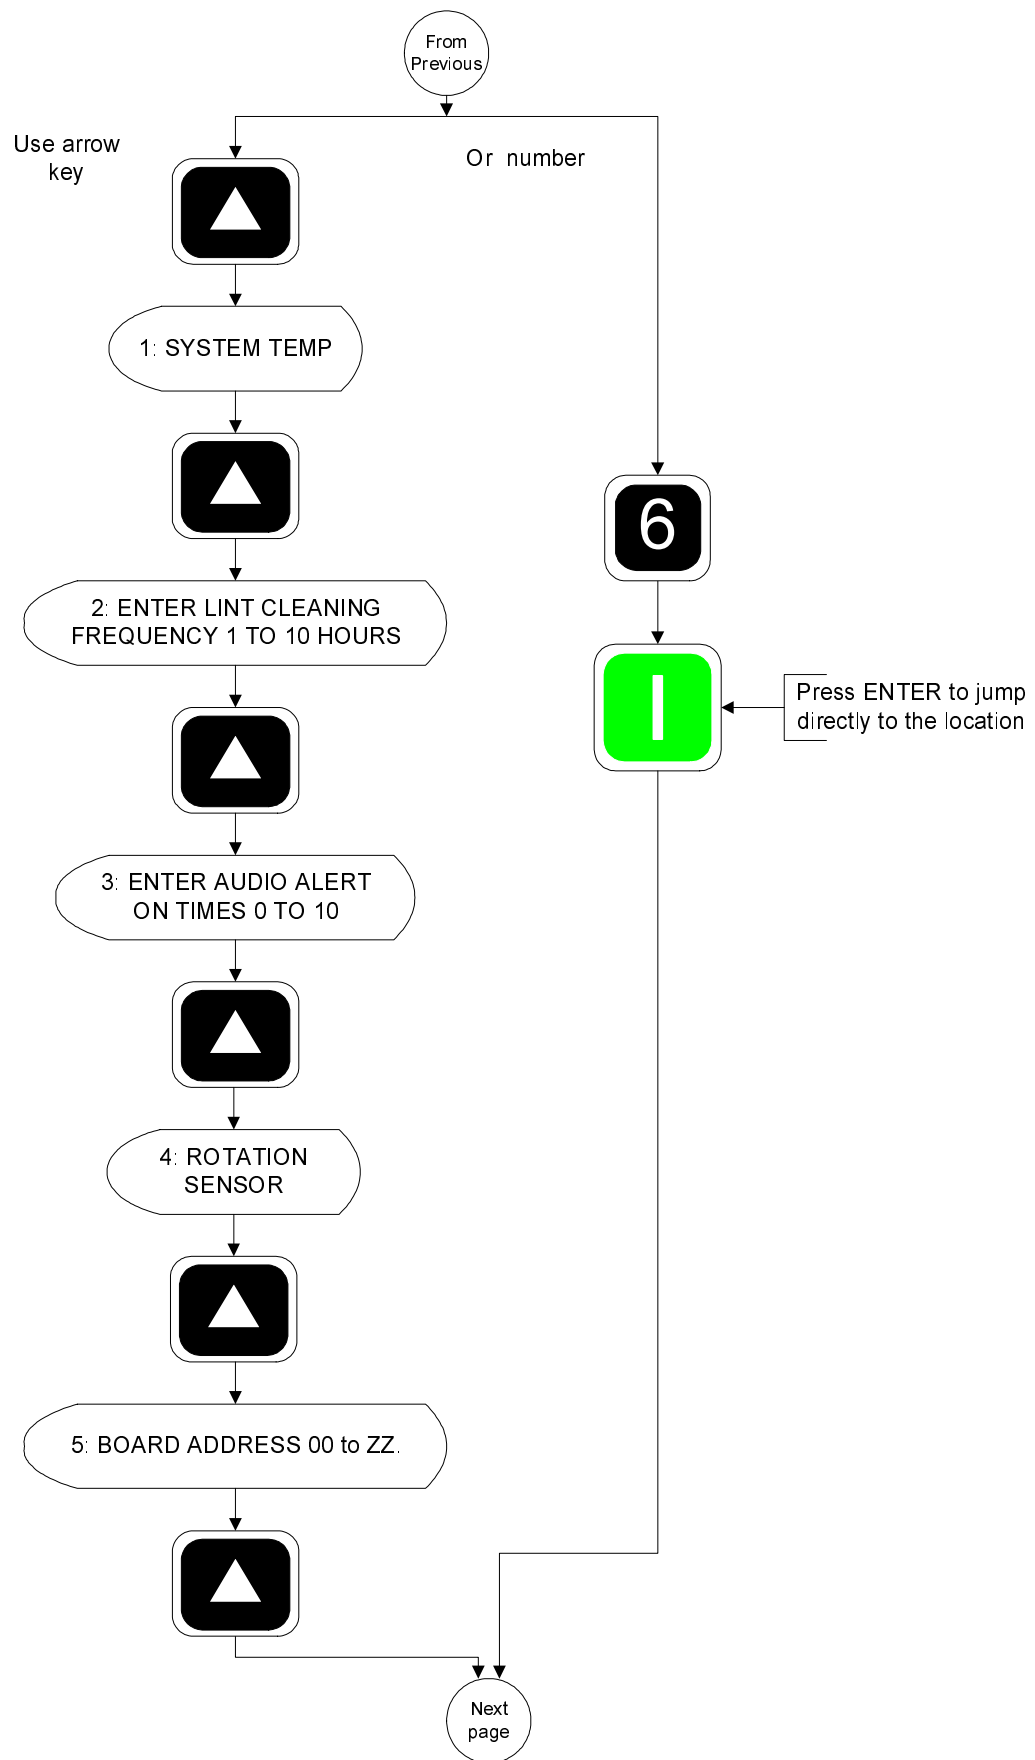 From
Previous
Use arrow
key
Or number
1: SYSTEM TEMP
6
2: ENTER LINT CLEANING
FREQUENCY 1 TO 10 HOURS
I
Press ENTER to jump
directly to the location
3: ENTER AUDIO ALERT
ON TIMES 0 TO 10
4: ROTATION
SENSOR
5: BOARD ADDRESS 00 to ZZ.
Next
page